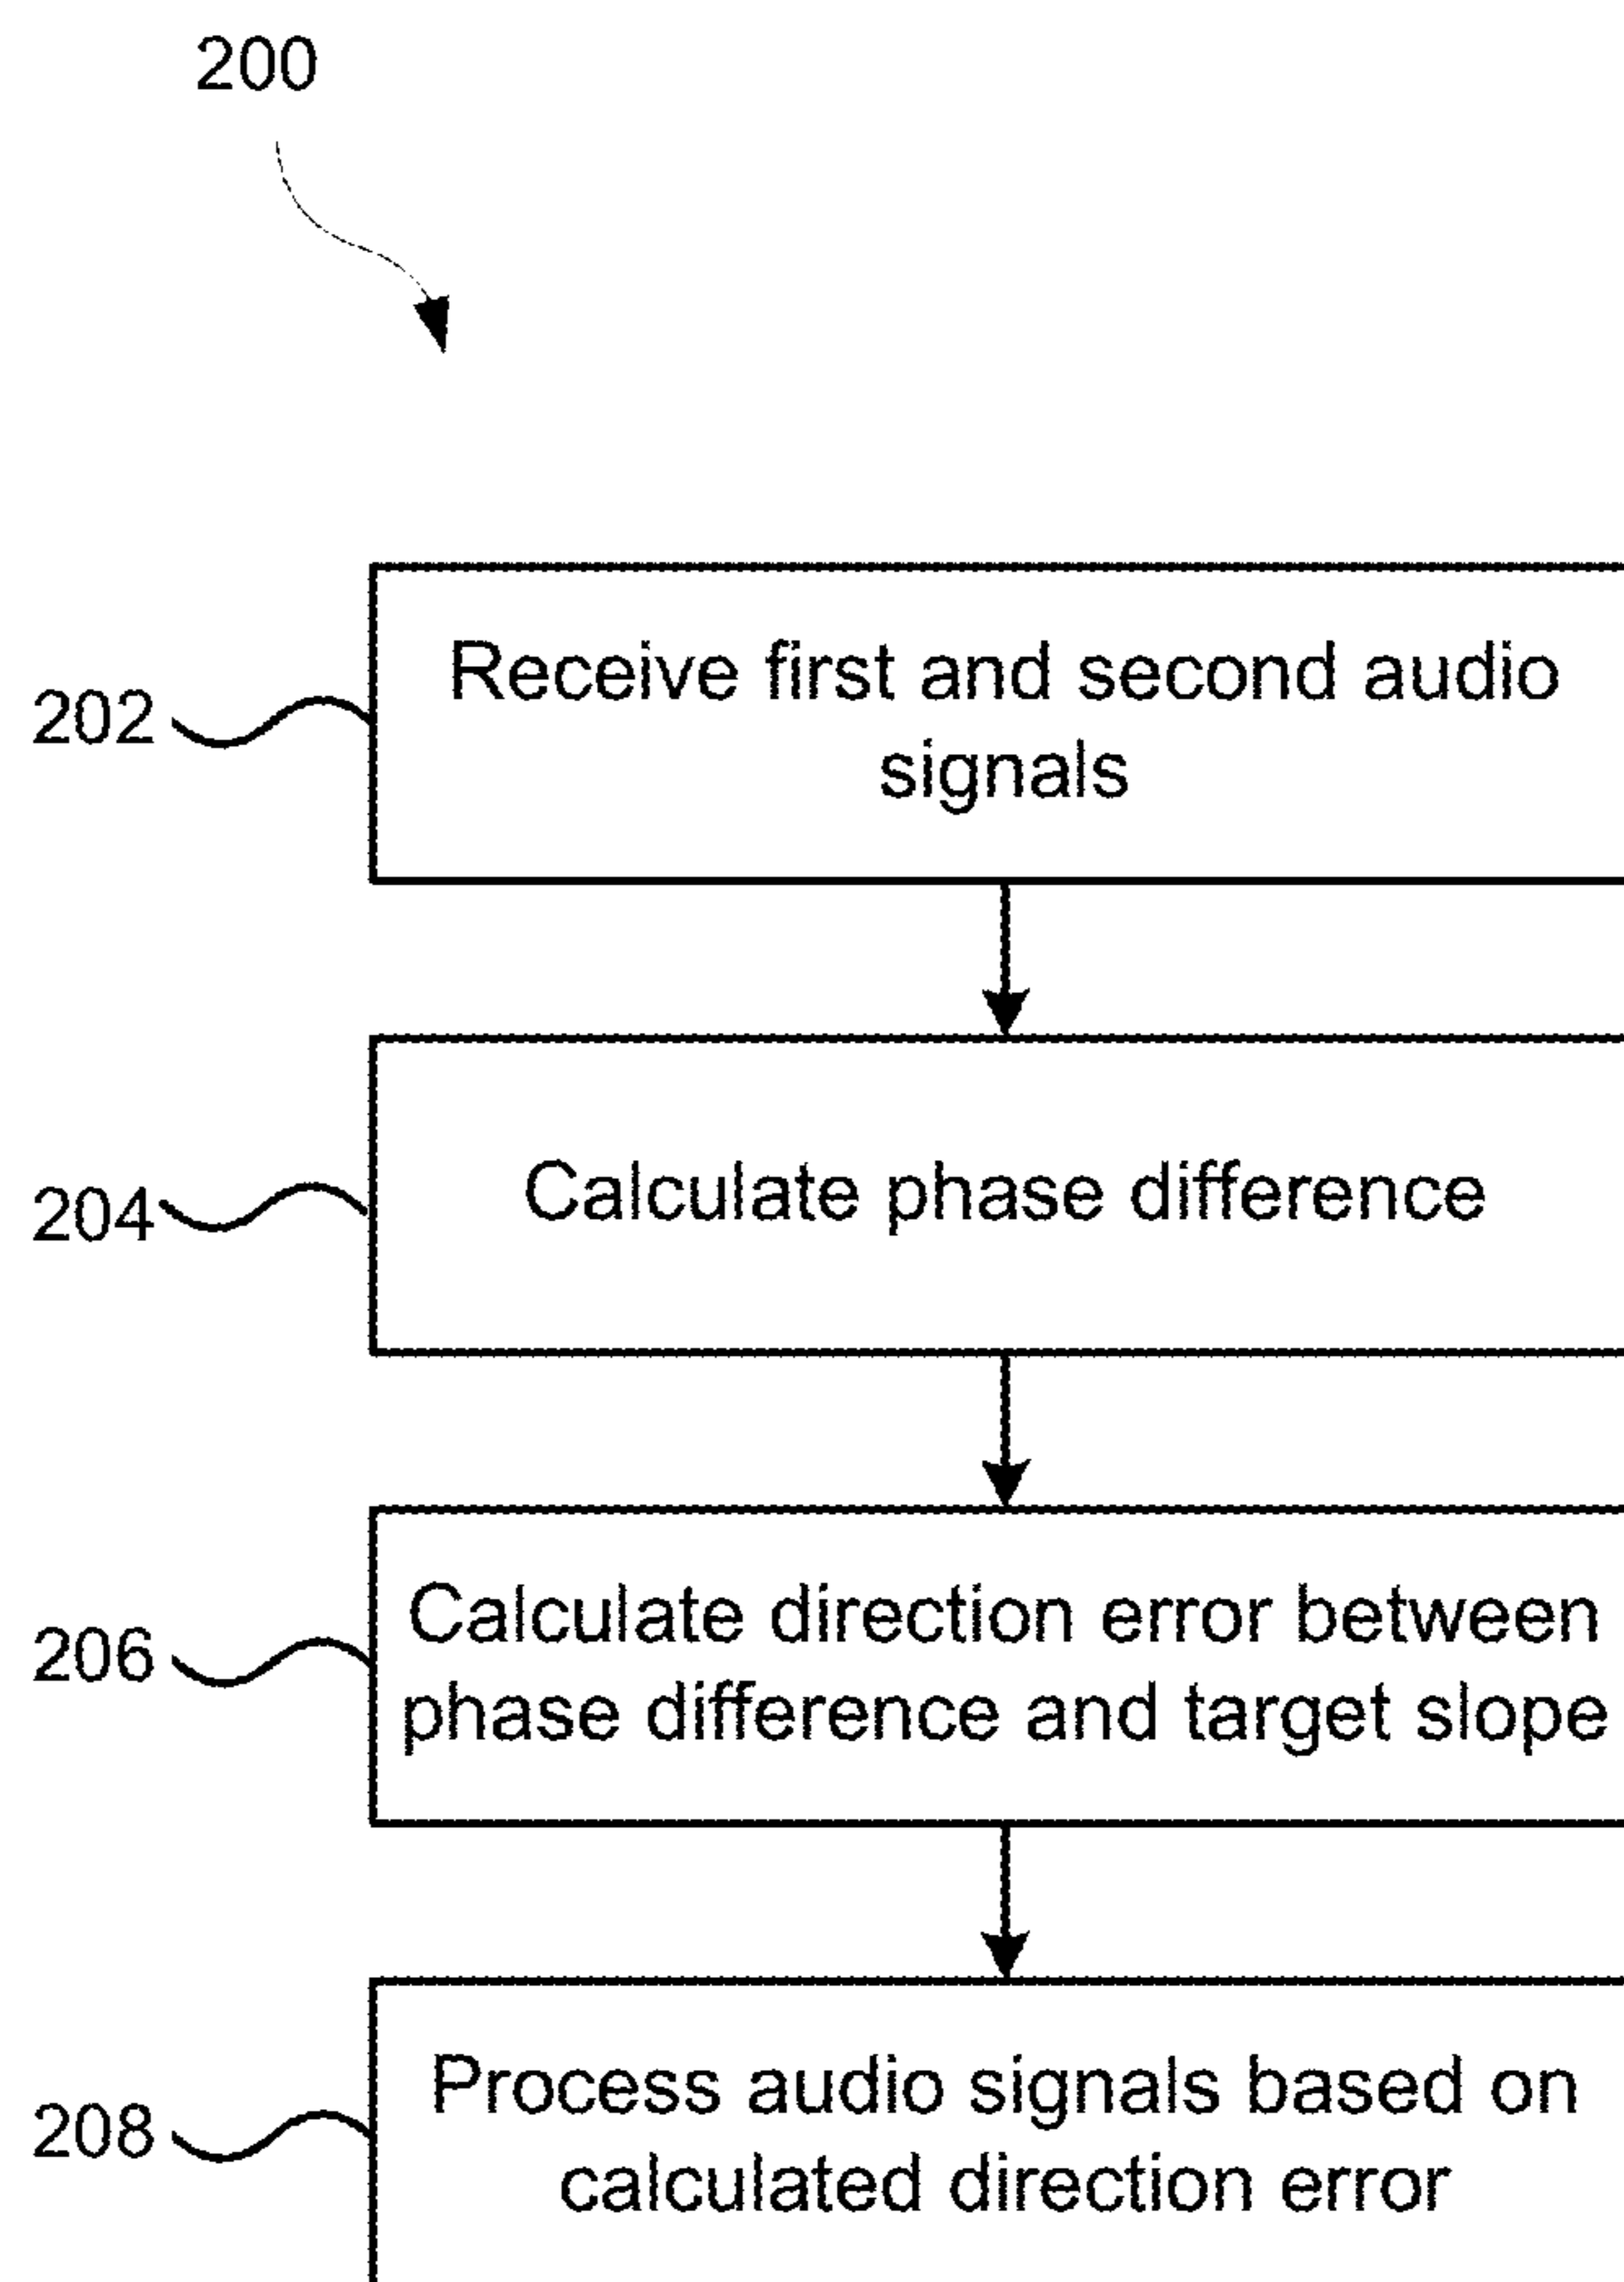 200
202
Receive first and second audio
signals
204
Calculate phase difference
206
Calculate direction error between
phase difference and target slope
208
Process audio signals based on
calculated direction error